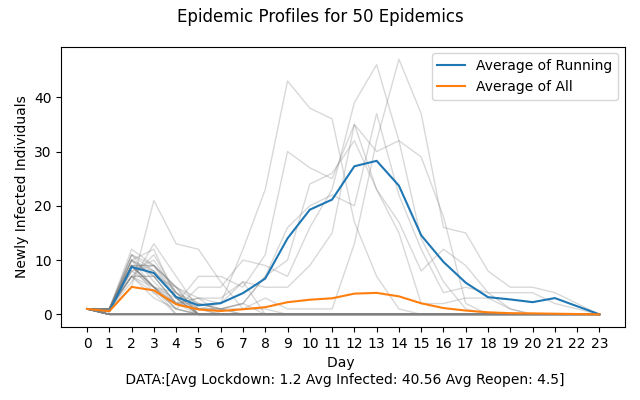 Epidemic Profiles for 50 Epidemics
Average of Running
Average of All
Newly Infected Individuals
40
30
20
10
0
0 1 2 3 4 5 6 7 8 9 10 11 12 13 14 15 16 17 18 19 20 21 22 23
Day
DATA:[Avg Lockdown: 1.2 Avg Infected: 40.56 Avg Reopen: 4.5]